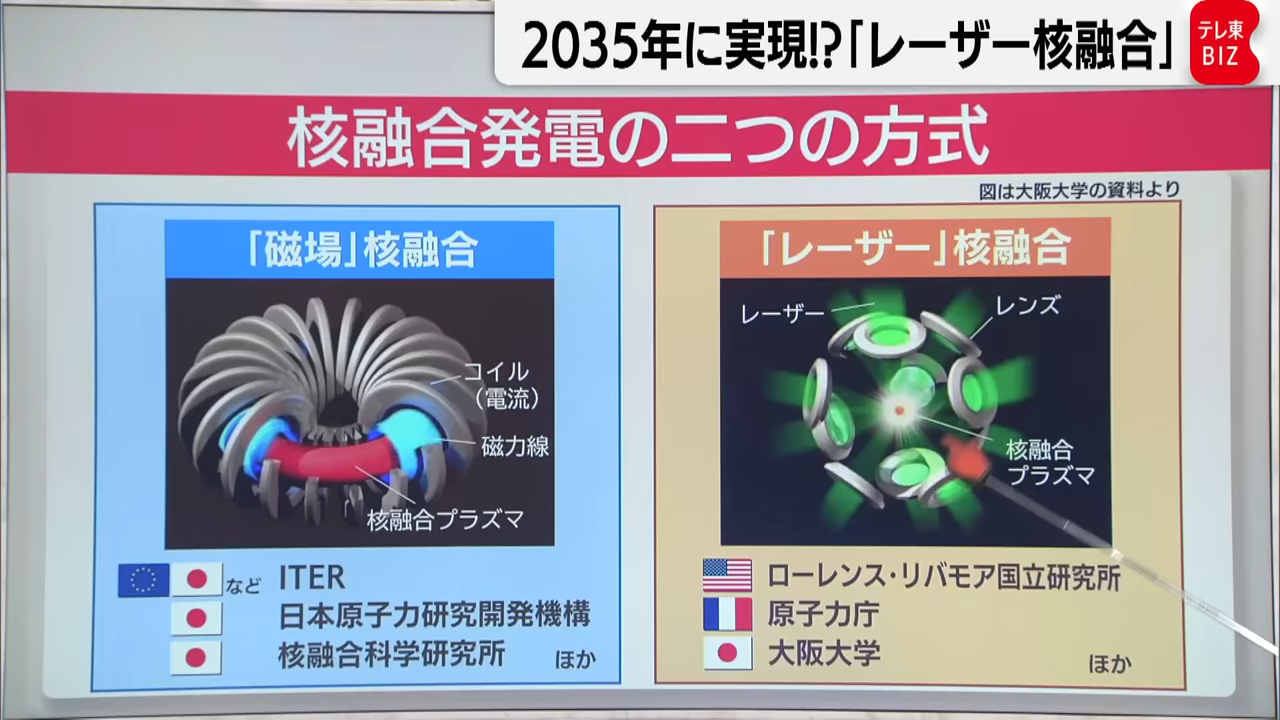 2035年に実現!?「レーザー核融合」
テレ東
BIZ
核融合発電の二つの方式
図は大阪大学の資料より
「磁場」核融合
コイル
（電流）
磁力線
核融合プラズマ
など ITER
日本原子力研究開発機構
核融合科学研究所
ほか
「レーザー」核融合
レーザー
レンズ
核融合
プラズマ
ローレンス・リバモア国立研究所
原子力庁
大阪大学
ほか